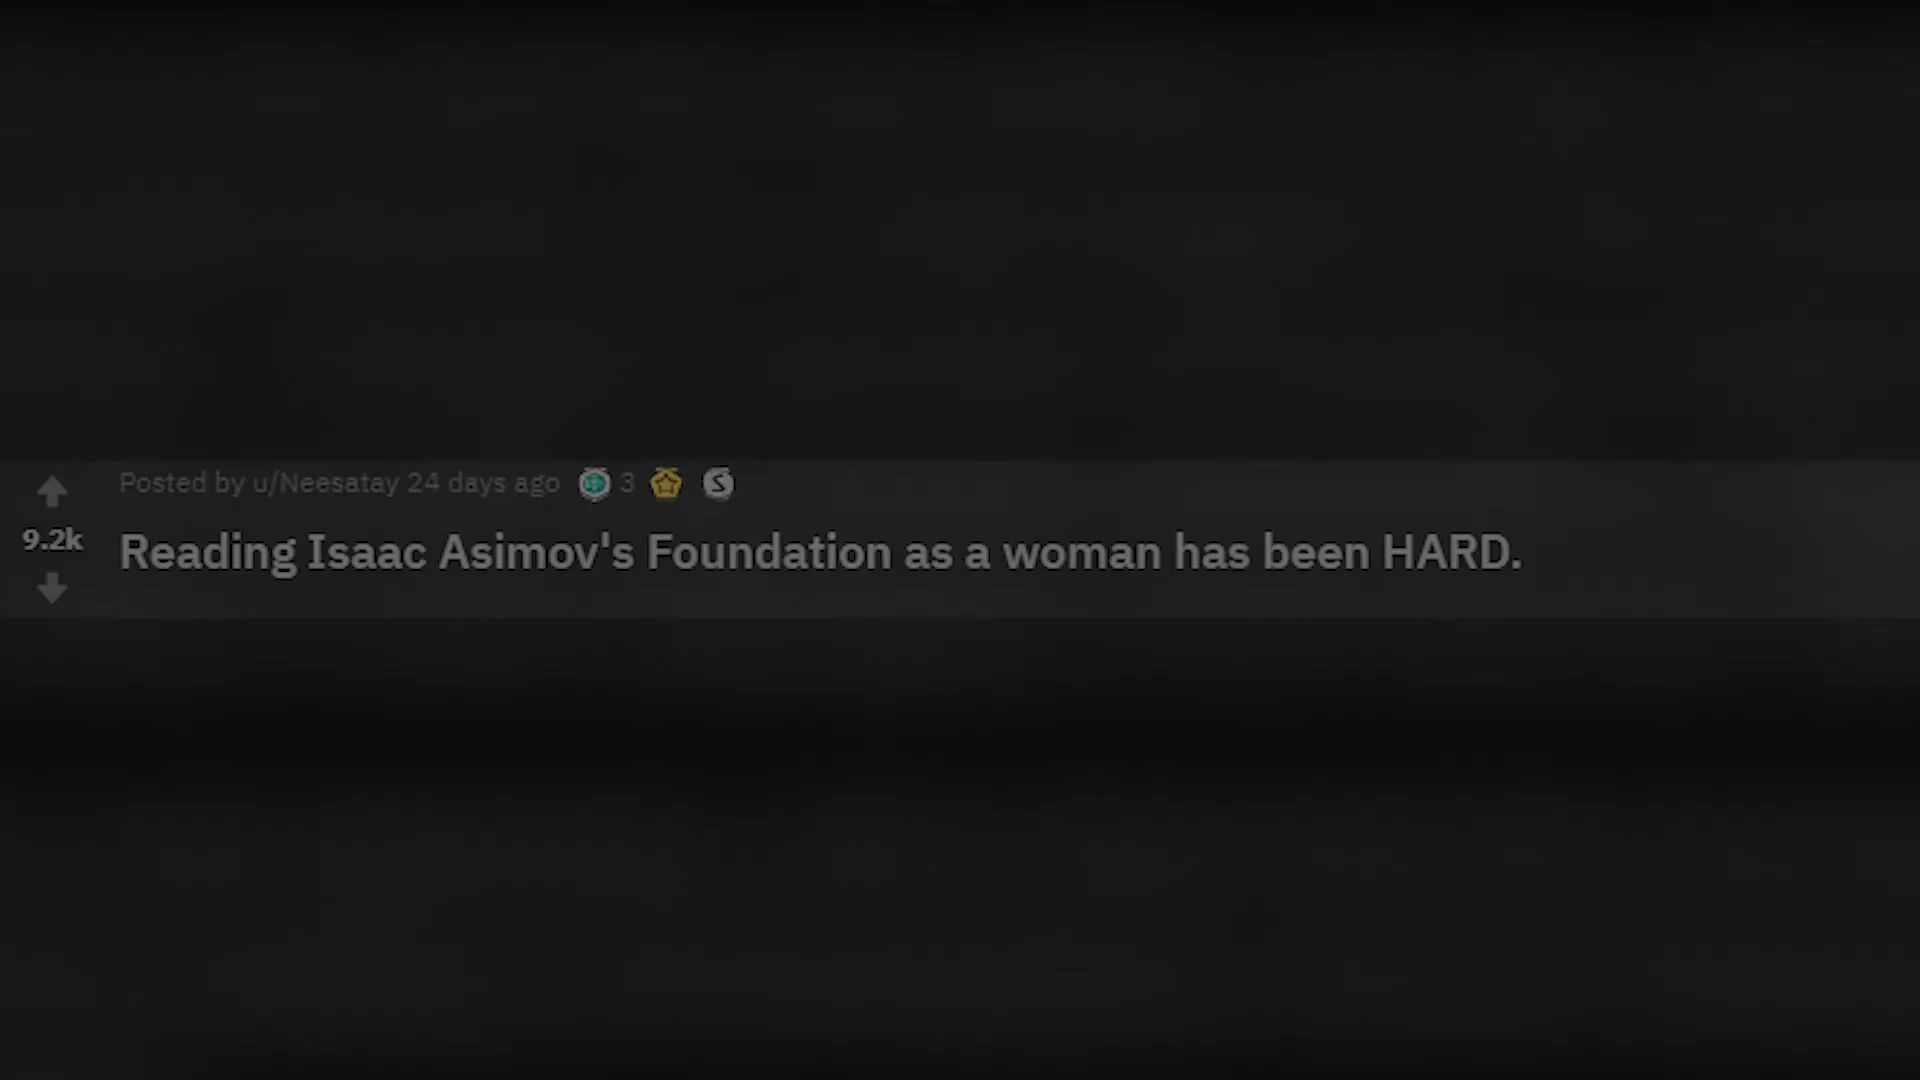 Posted by u/Neesatay 24 days ago 3
9.2k
Reading Isaac Asimov's Foundation as a woman has been HARD.